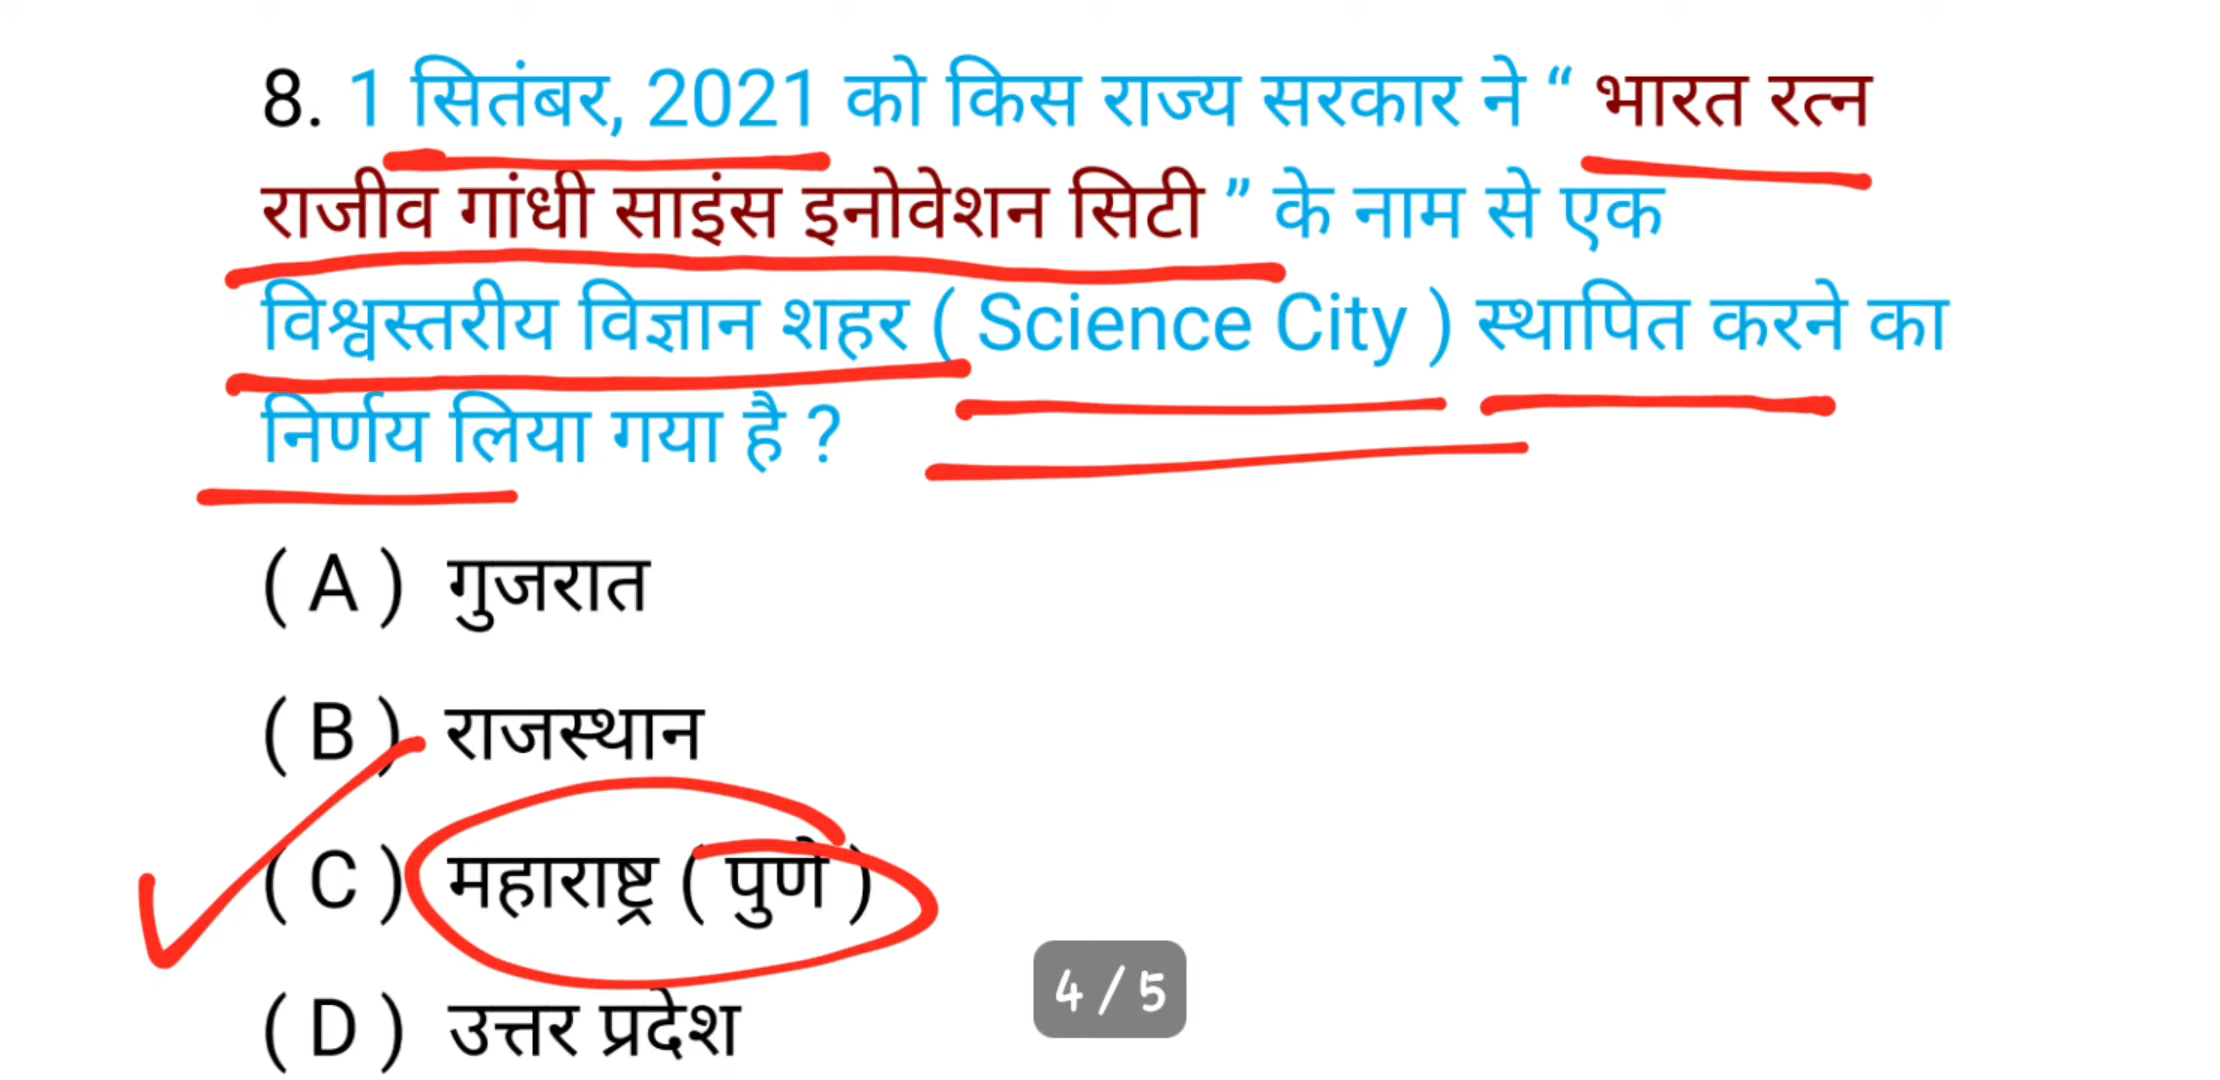 8. 1 सितंबर, 2021 को किस राज्य सरकार ने “ भारत रत्न
राजीव गांधी साइंस इनोवेशन सिटी ” के नाम से एक
विश्वस्तरीय विज्ञान शहर ( Science City ) स्थापित करने का
निर्णय लिया गया है ?
( A ) गुजरात
( B ) राजस्थान
( C ) महाराष्ट्र ( पुणे )
( D ) उत्तर प्रदेश
4 / 5